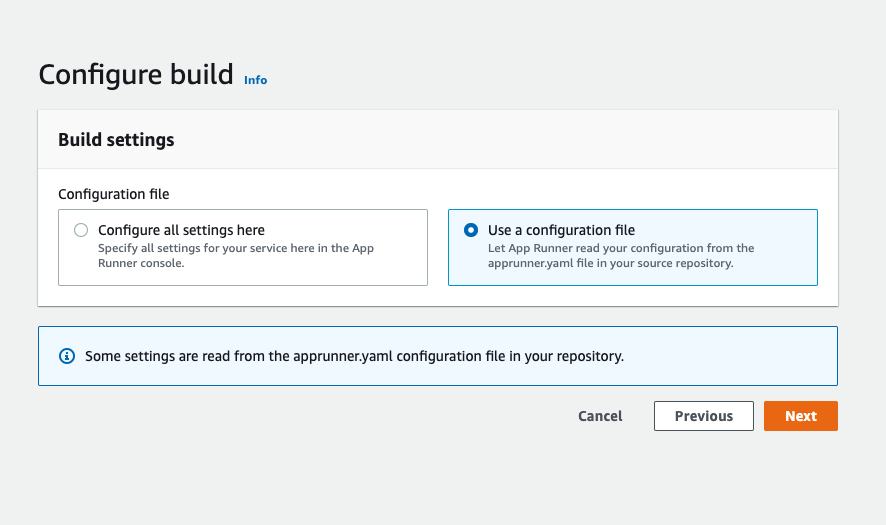 Configure build Info
Build settings
Configuration file
Configure all settings here
Specify all settings for your service here in the App
Runner console.
Use a configuration file
Let App Runner read your configuration from the
apprunner.yaml file in your source repository.
Some settings are read from the apprunner.yaml configuration file in your repository.
Cancel Previous Next